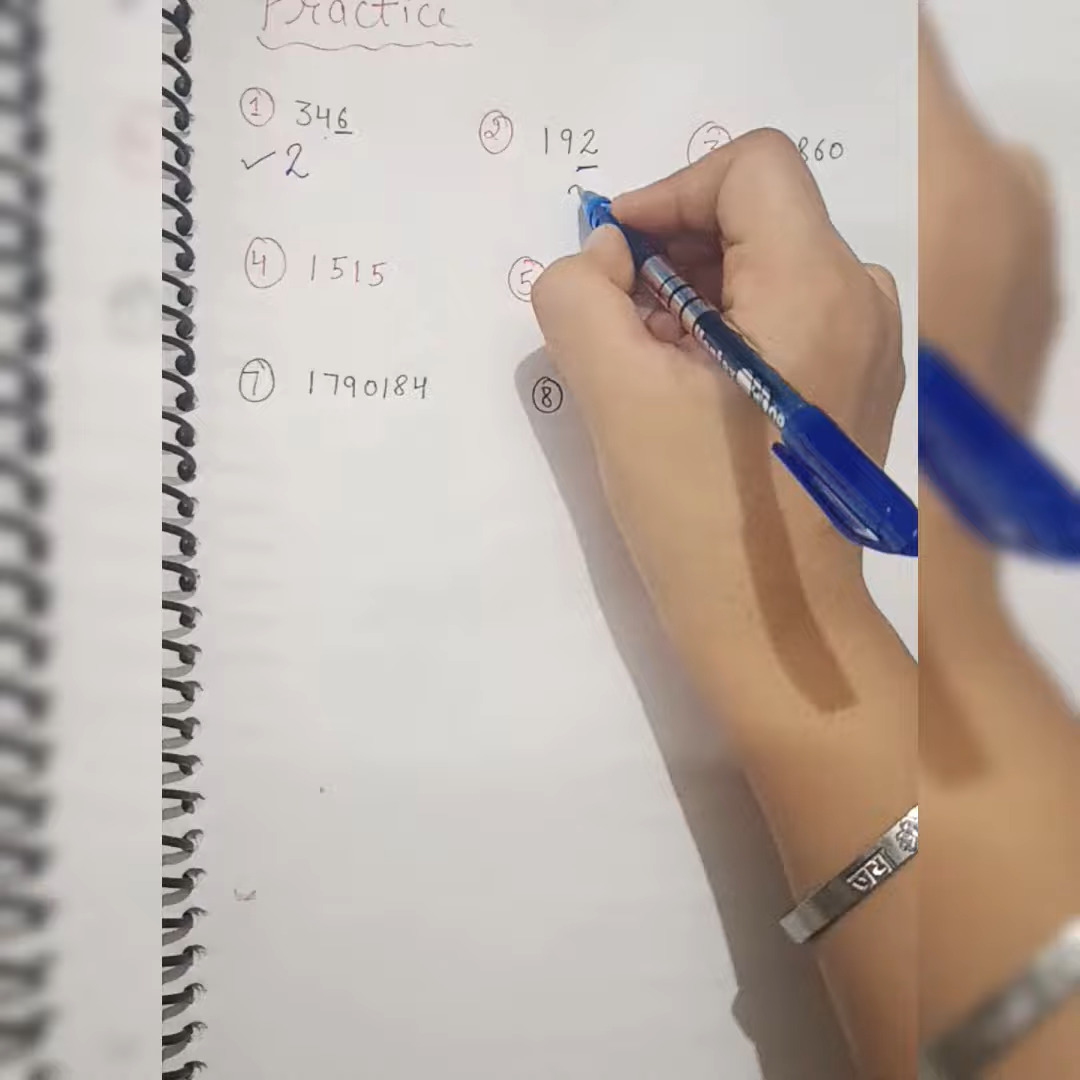 Practice
① 346 ② 192 ③ 860
✓ 2
④ 1515 ⑤
⑦ 1790184 ⑧